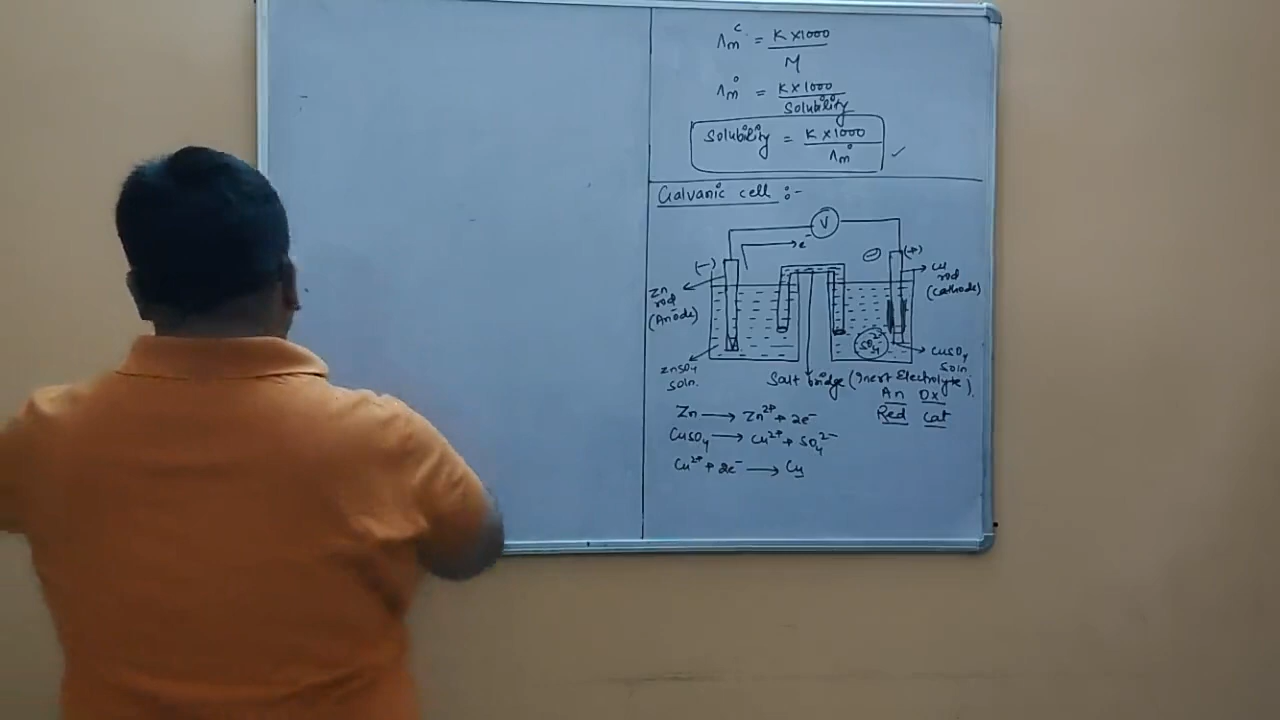 Λm^c = K×1000 / M
Λm° = K×1000 / Solubility
Solubility = K×1000 / Λm° ✓
Galvanic cell :-
V
e⁻
(-)
(+)
Zn rod (Anode)
Cu rod (Cathode)
SO₄²⁻
ZnSO₄ soln.
CuSO₄ soln.
Salt bridge (Inert Electrolyte).
An Ox
Red Cat
Zn → Zn²⁺ + 2e⁻
CuSO₄ → Cu²⁺ + SO₄²⁻
Cu²⁺ + 2e⁻ → Cu